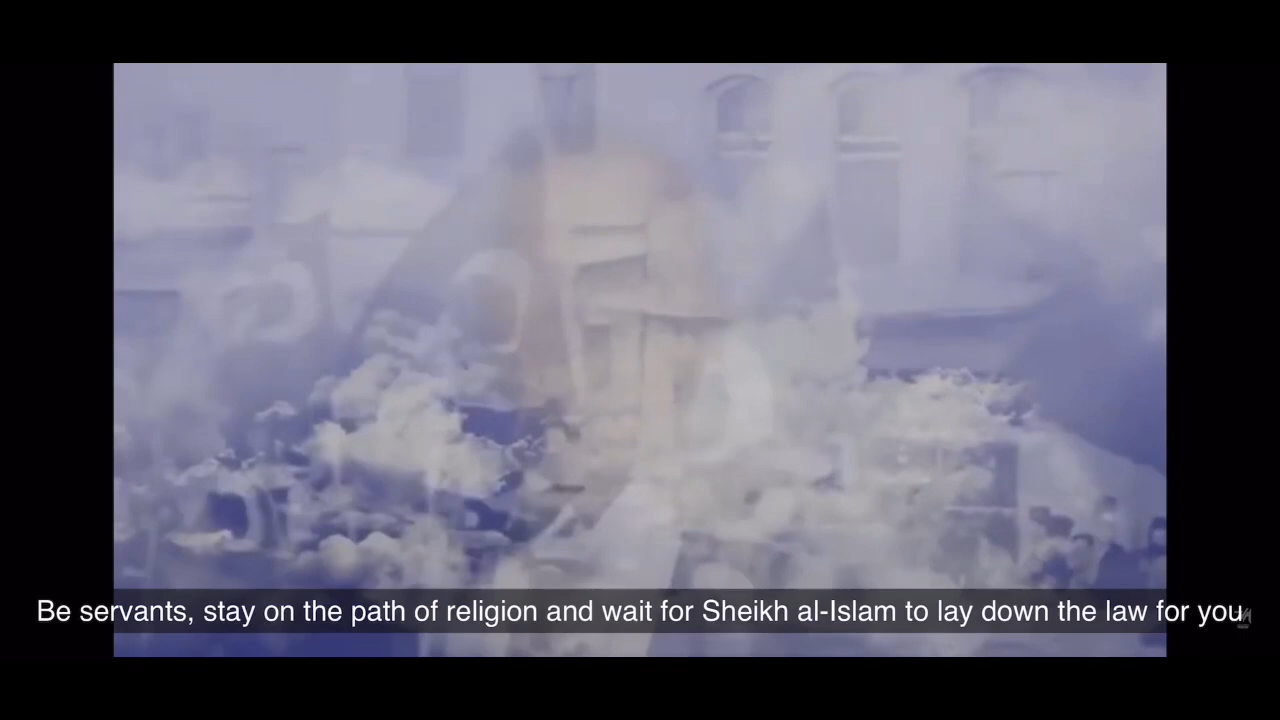 Be servants, stay on the path of religion and wait for Sheikh al-Islam to lay down the law for you